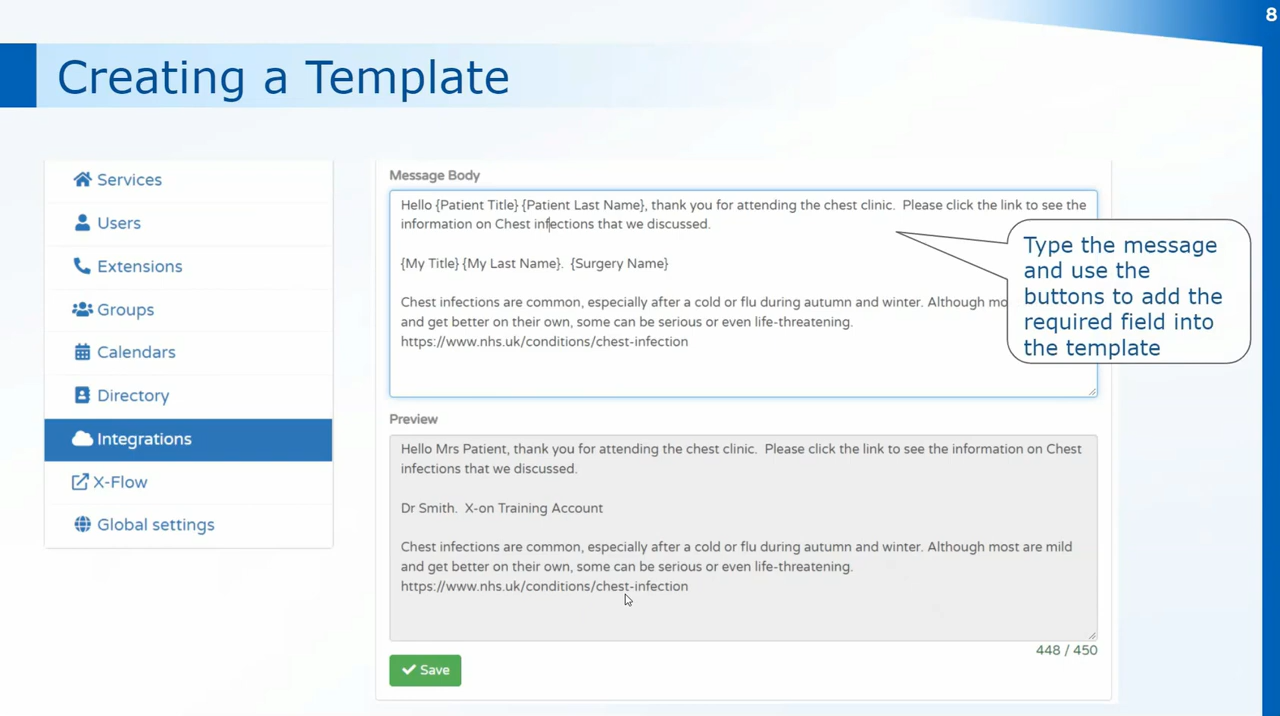 8
Creating a Template
Services
Users
Extensions
Groups
Calendars
Directory
Integrations
X-Flow
Global settings
Message Body
Hello {Patient Title} {Patient Last Name}, thank you for attending the chest clinic.  Please click the link to see the
information on Chest infections that we discussed.
{My Title} {My Last Name}.  {Surgery Name}
Chest infections are common, especially after a cold or flu during autumn and winter. Although mo
and get better on their own, some can be serious or even life-threatening.
https://www.nhs.uk/conditions/chest-infection
Type the message
and use the
buttons to add the
required field into
the template
Preview
Hello Mrs Patient, thank you for attending the chest clinic.  Please click the link to see the information on Chest
infections that we discussed.
Dr Smith.  X-on Training Account
Chest infections are common, especially after a cold or flu during autumn and winter. Although most are mild
and get better on their own, some can be serious or even life-threatening.
https://www.nhs.uk/conditions/chest-infection
448 / 450
Save